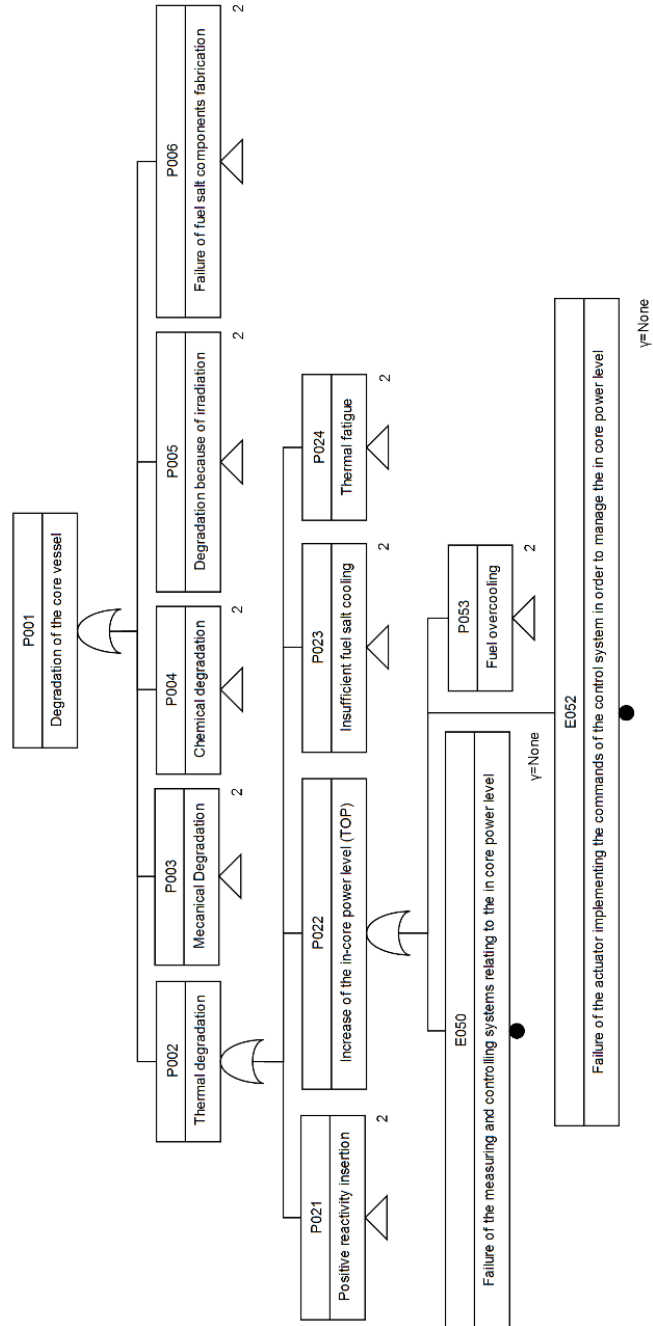 P001
Degradation of the core vessel
P002
Thermal degradation
P003
Mecanical Degradation
2
P004
Chemical degradation
2
P005
Degradation because of irradiation
2
P006
Failure of fuel salt components fabrication
2
P021
Positive reactivity insertion
2
P022
Increase of the in-core power level (TOP)
P023
Insufficient fuel salt cooling
2
P024
Thermal fatigue
2
E050
Failure of the measuring and controlling systems relating to the in core power level
γ=None
P053
Fuel overcooling
2
E052
Failure of the actuator implementing the commands of the control system in order to manage the in core power level
γ=None